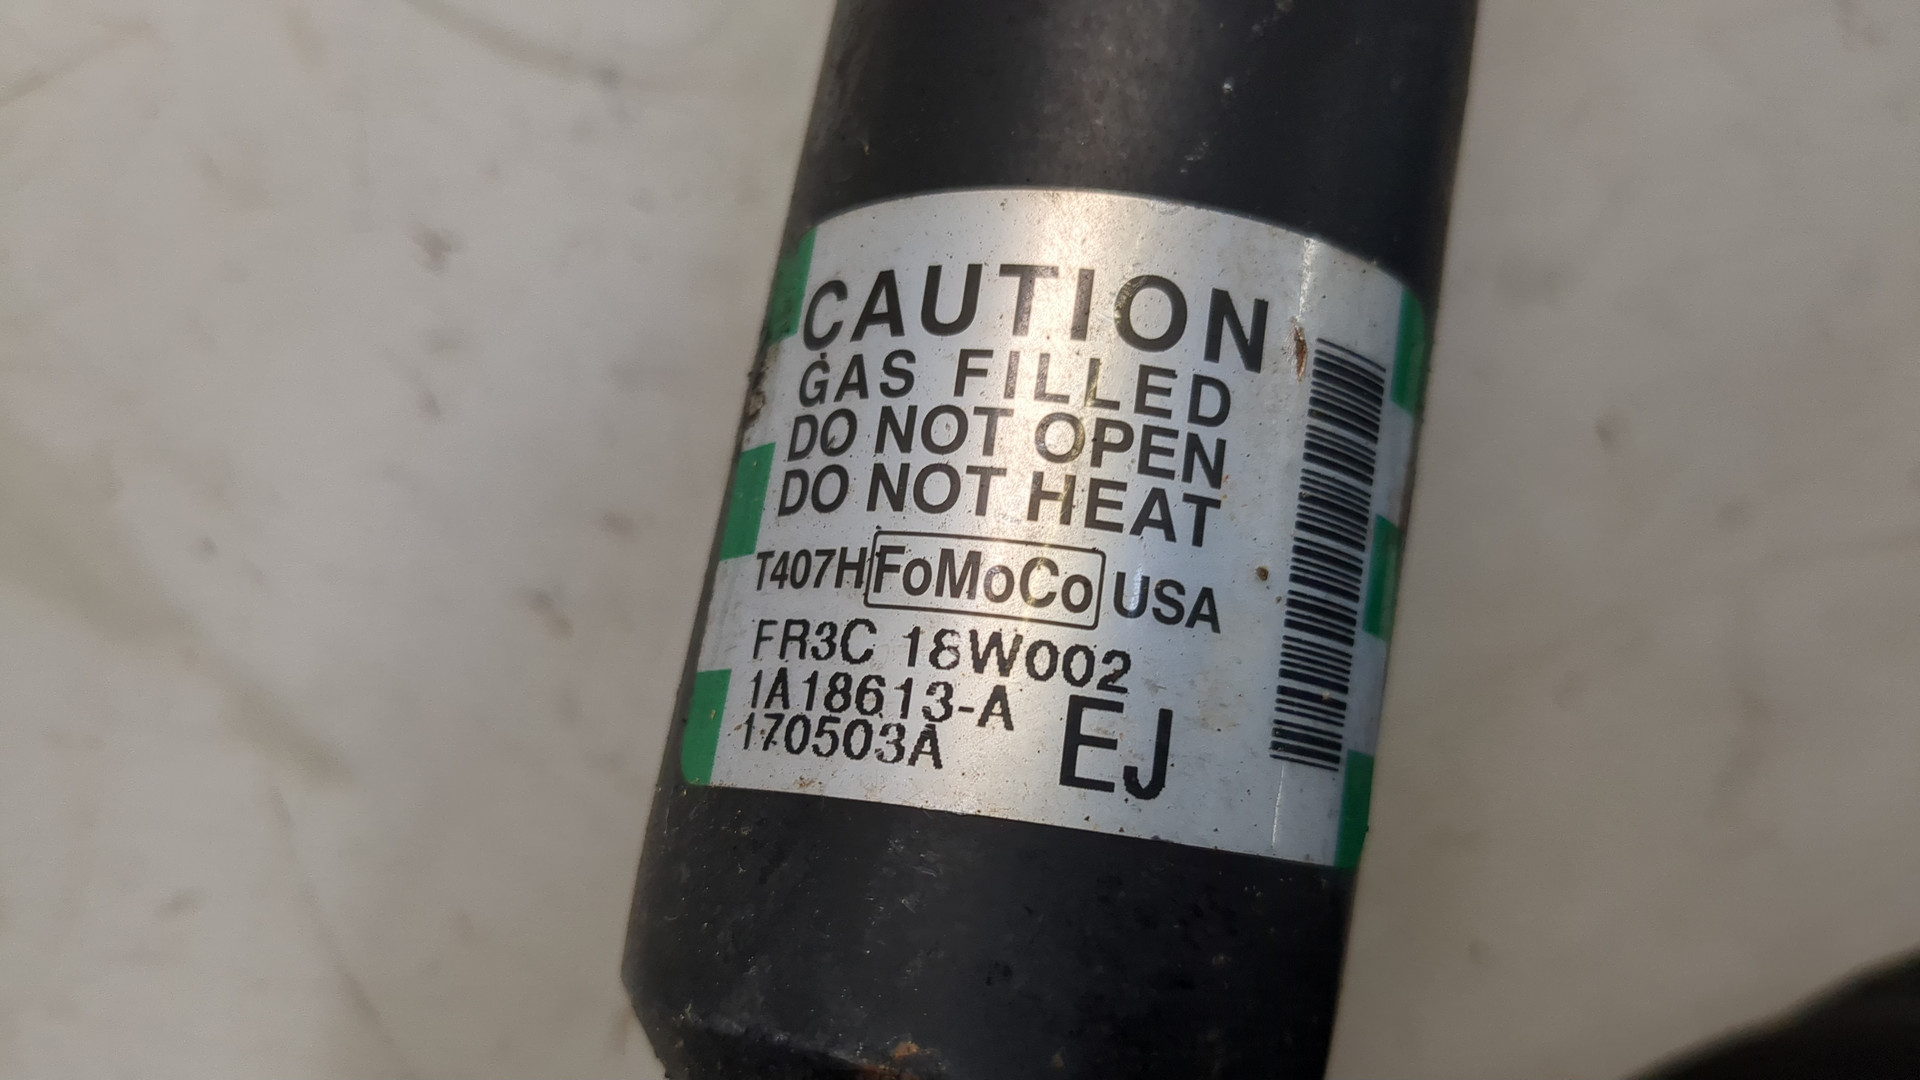 CAUTION
GAS FILLED
DO NOT OPEN
DO NOT HEAT
T407H FoMoCo USA
FR3C 18W002
1A18613-A
170503A EJ